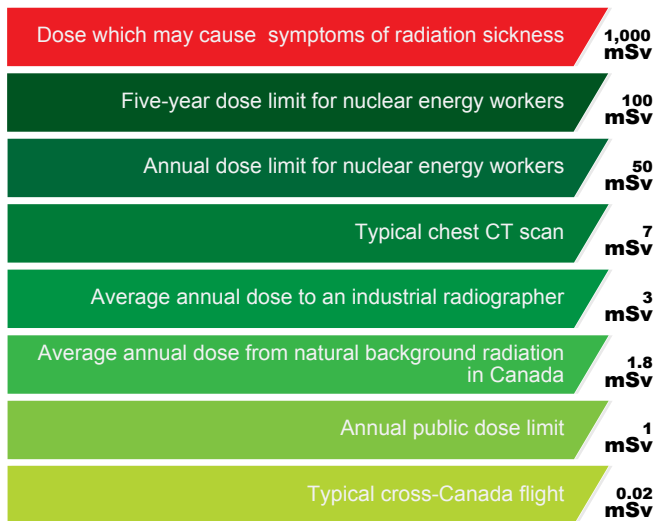 Dose which may cause symptoms of radiation sickness
1,000
mSv
Five-year dose limit for nuclear energy workers
100
mSv
Annual dose limit for nuclear energy workers
50
mSv
Typical chest CT scan
7
mSv
Average annual dose to an industrial radiographer
3
mSv
Average annual dose from natural background radiation
in Canada
1.8
mSv
Annual public dose limit
1
mSv
Typical cross-Canada flight
0.02
mSv